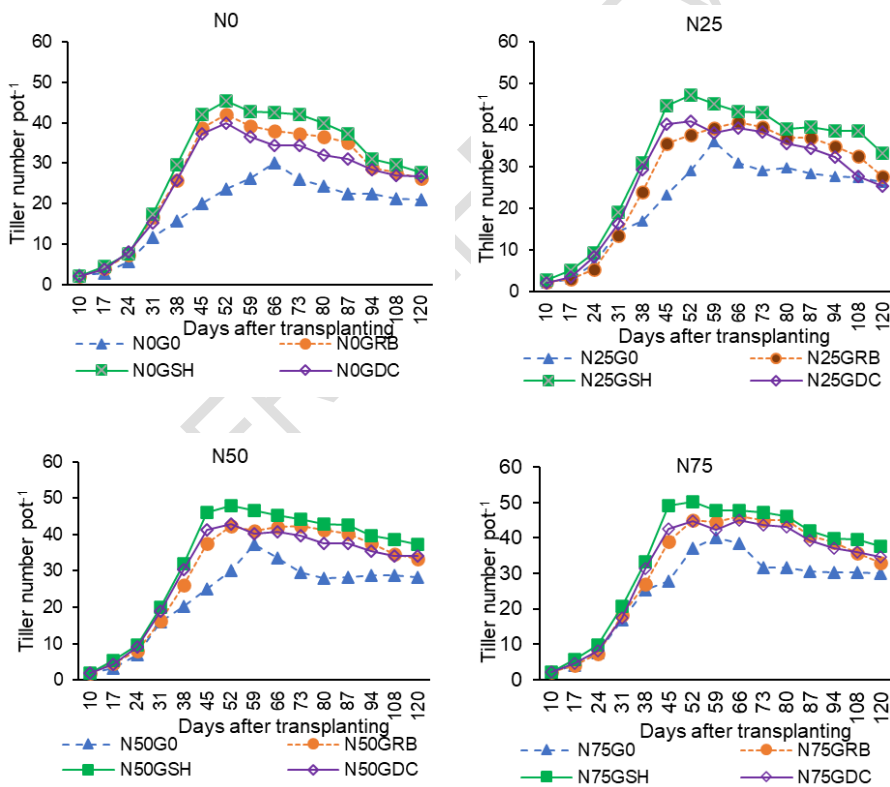 N0
Tiller number pot⁻¹
60
50
40
30
20
10
0
10 17 24 31 38 45 52 59 66 73 80 87 94 108 120
Days after transplanting
N0G0 N0GRB
N0GSH N0GDC
N25
Thller number pot⁻¹
60
50
40
30
20
10
0
10 17 24 31 38 45 52 59 66 73 80 87 94 108 120
Days after transplanting
N25G0 N25GRB
N25GSH N25GDC
N50
Tiller number pot⁻¹
60
50
40
30
20
10
0
10 17 24 31 38 45 52 59 66 73 80 87 94 108 120
Days after transplanting
N50G0 N50GRB
N50GSH N50GDC
N75
Tiller number pot⁻¹
60
50
40
30
20
10
0
10 17 24 31 38 45 52 59 66 73 80 87 94 108 120
Days after transplanting
N75G0 N75GRB
N75GSH N75GDC